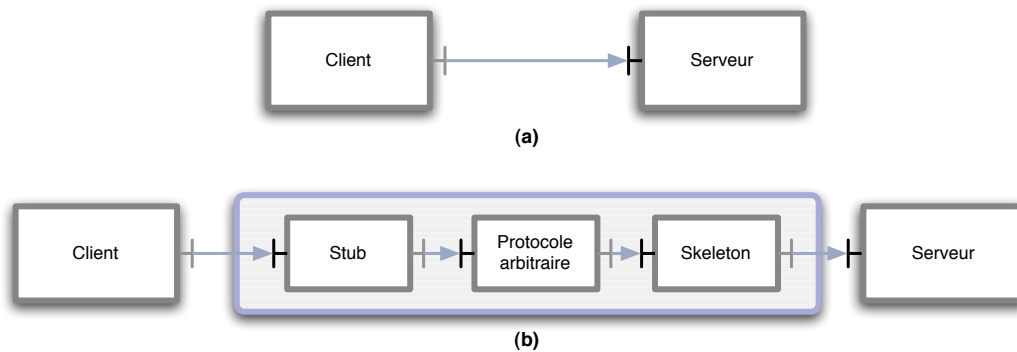 Client
Serveur
(a)
Client
Stub
Protocole
arbitraire
Skeleton
Serveur
(b)